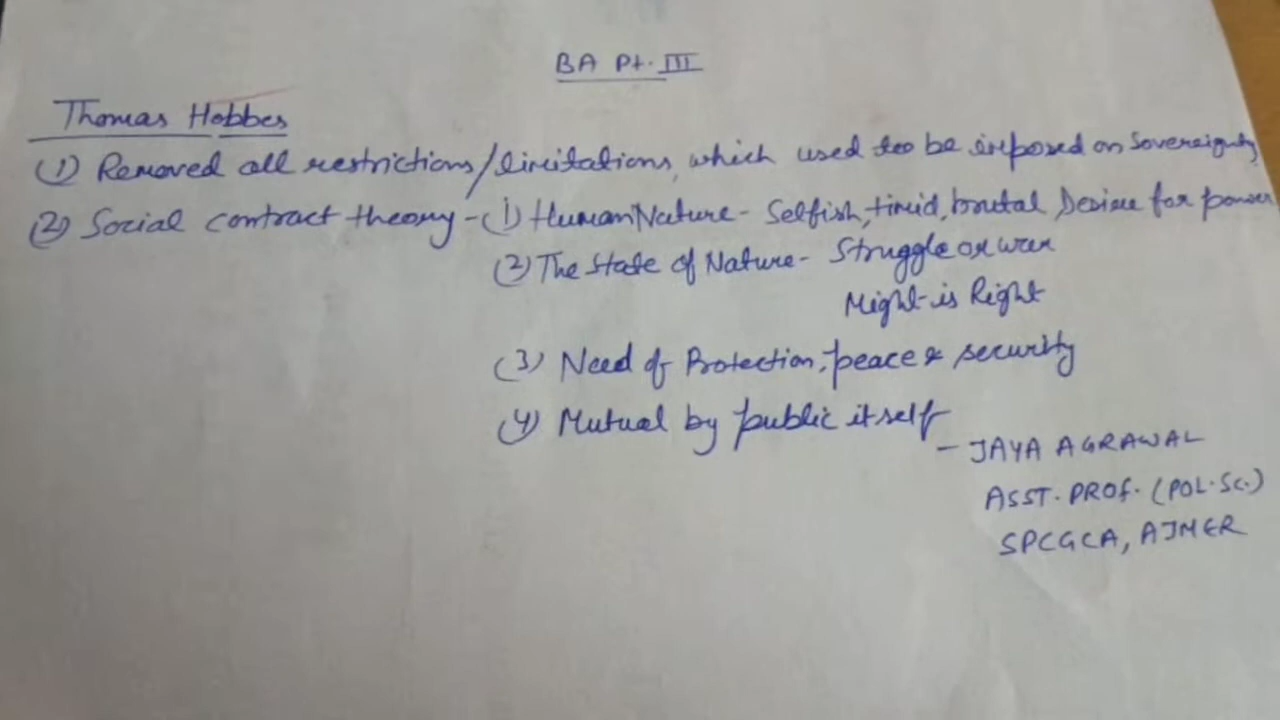 BA Pt. III
Thomas Hobbes
(1) Removed all restrictions/limitations, which used to be imposed on Sovereignty
(2) Social contract theory - (1) Human Nature - Selfish, timid, brutal, Desire for power
(2) The State of Nature - Struggle or war
Might is Right
(3) Need of Protection, peace & security
(4) Mutual by public itself
- JAYA AGRAWAL
ASST. PROF. (POL. Sc.)
SPCGCA, AJMER